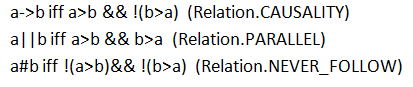 a->b iff a>b && !(b>a) (Relation.CAUSALITY)
a||b iff a>b && b>a (Relation.PARALLEL)
a#b iff !(a>b)&& !(b>a) (Relation.NEVER_FOLLOW)